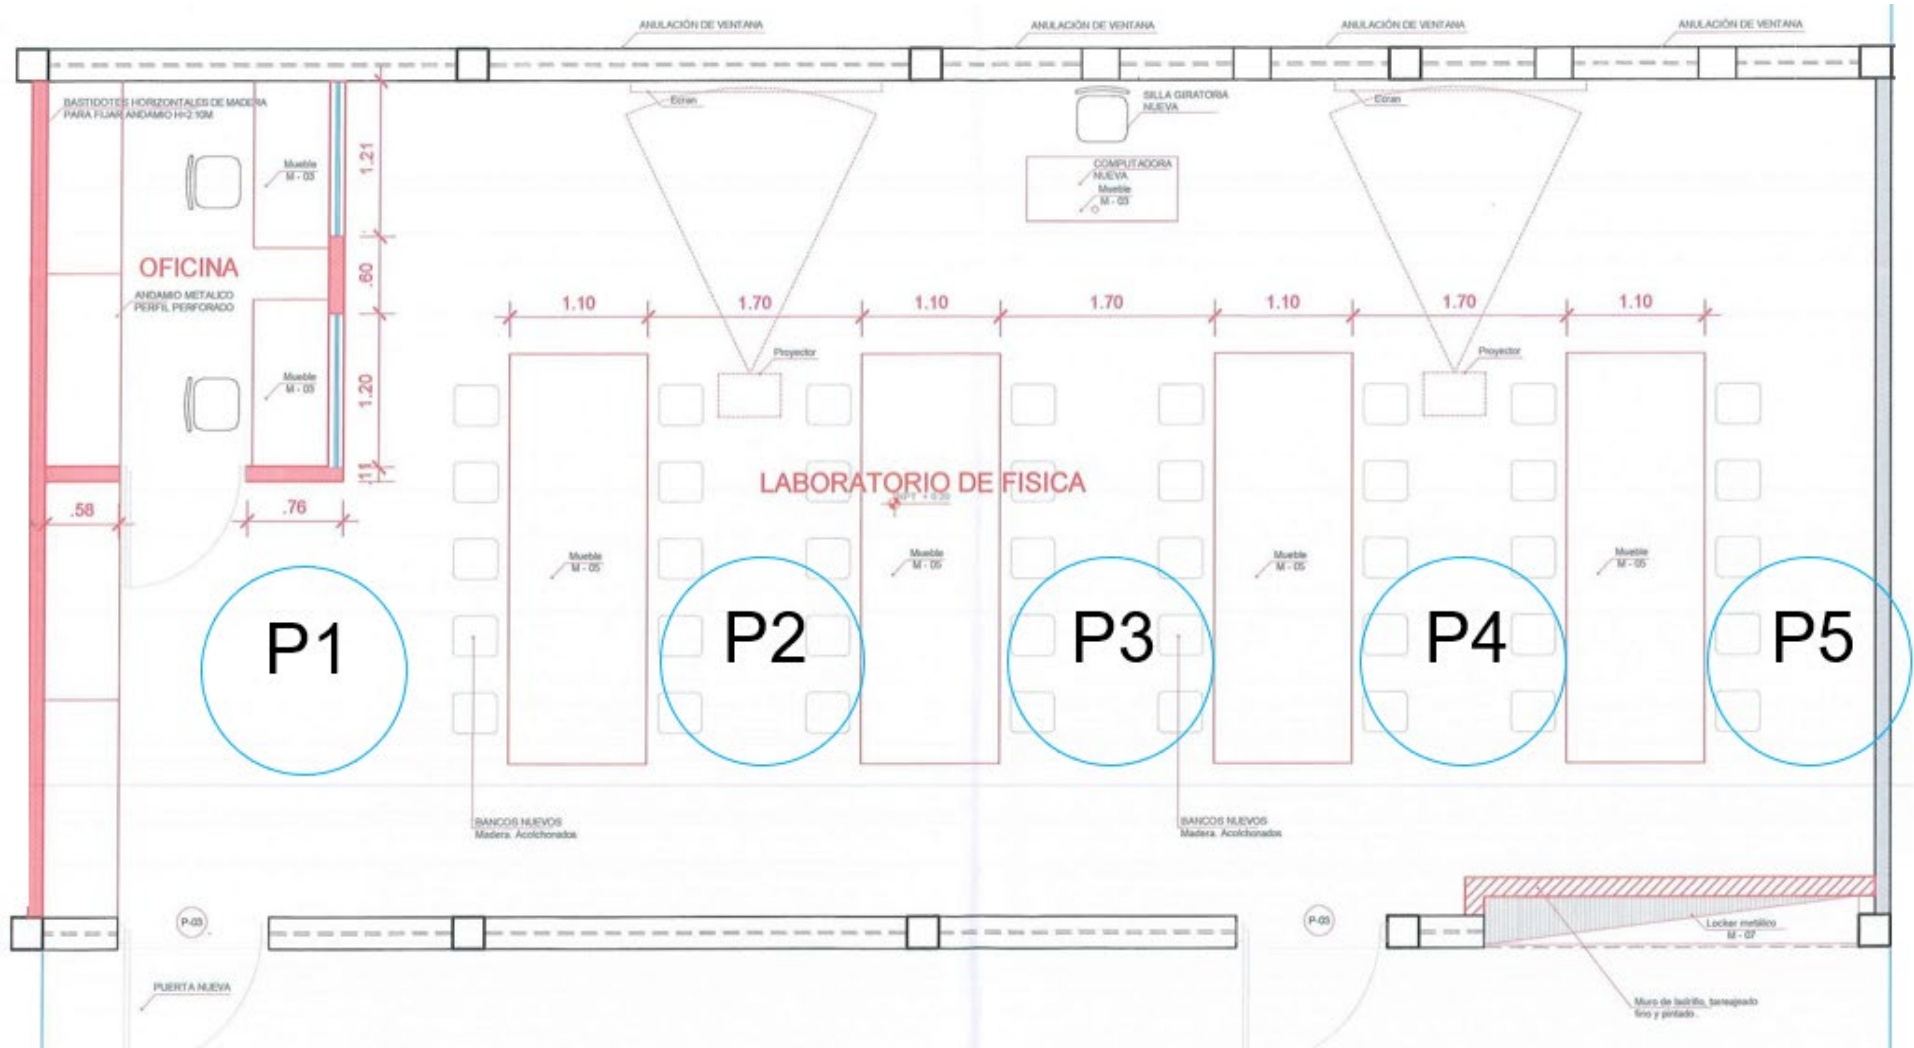 ANULACIÓN DE VENTANA
ANULACIÓN DE VENTANA
ANULACIÓN DE VENTANA
ANULACIÓN DE VENTANA
BASTIDOTES HORIZONTALES DE MADERA
PARA FIJAR ANDAMIO H=2.10M
Ecran
SILLA GIRATORIA
NUEVA
Ecran
Mueble
M - 03
1.21
COMPUTADORA
NUEVA
Mueble
M - 03
OFICINA
.60
ANDAMIO METALICO
PERFIL PERFORADO
1.10
1.70
1.10
1.70
1.10
1.70
1.10
Proyector
Proyector
Mueble
M - 03
1.20
.11
LABORATORIO DE FISICA
.58
.76
Mueble
M - 05
Mueble
M - 05
Mueble
M - 05
Mueble
M - 05
P1
P2
P3
P4
P5
BANCOS NUEVOS
Madera. Acolchonados
BANCOS NUEVOS
Madera. Acolchonados
P-03
P-03
Locker metálico
M - 07
PUERTA NUEVA
Muro de ladrillo, tarrajeado
fino y pintado.